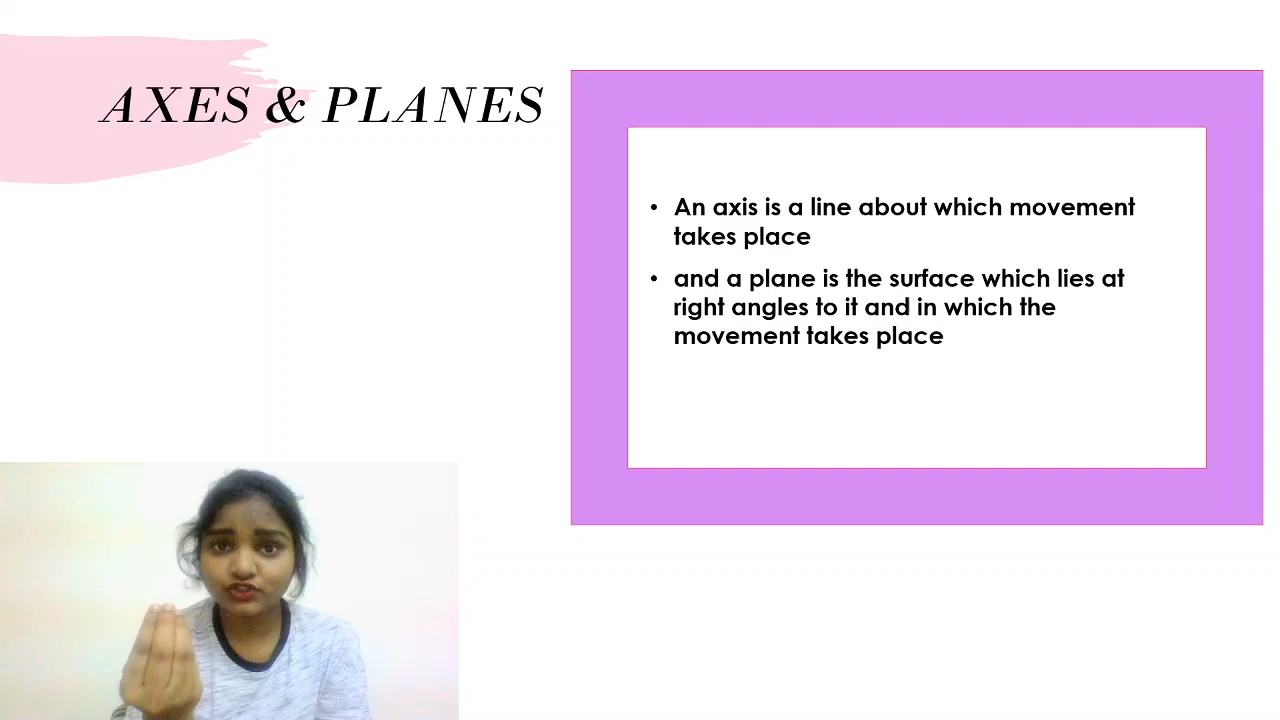 AXES & PLANES
• An axis is a line about which movement
takes place
• and a plane is the surface which lies at
right angles to it and in which the
movement takes place